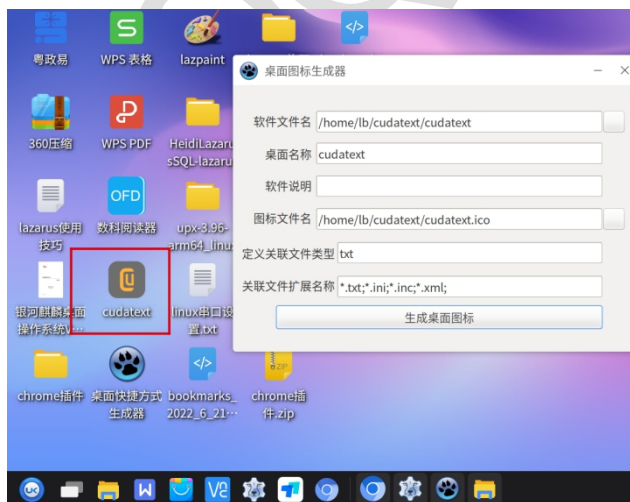 粤政易
WPS 表格
lazpaint
桌面图标生成器
软件文件名 /home/lb/cudatext/cudatext
桌面名称 cudatext
软件说明
图标文件名 /home/lb/cudatext/cudatext.ico
定义关联文件类型 txt
关联文件扩展名称 *.txt;*.ini;*.inc;*.xml;
生成桌面图标
360压缩
WPS PDF
HeidiLazaru
sSQL-lazaru
lazarus使用
技巧
OFD
数科阅读器
upx-3.96-
arm64_linu
银河麒麟桌面
操作系统V…
cudatext
linux串口设
置.txt
chrome插件
桌面快捷方式
生成器
bookmarks_
2022_6_21…
chrome插
件.zip